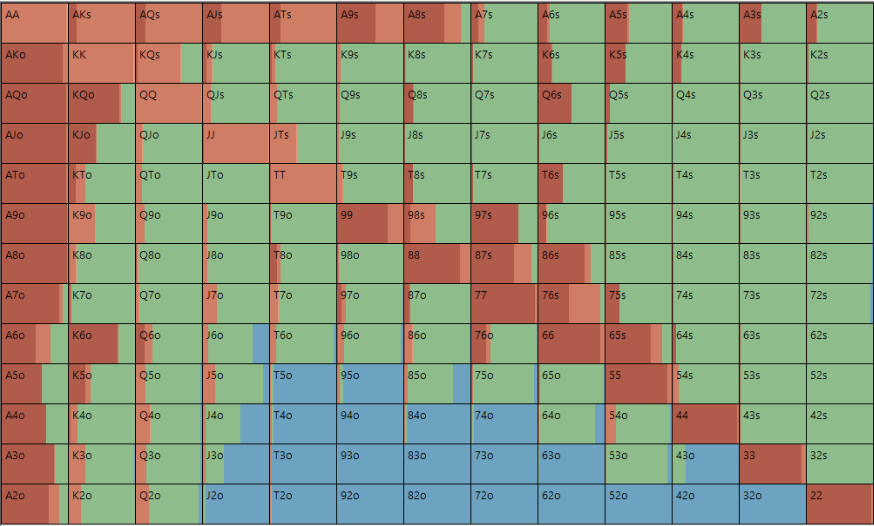 AA AKs AQs AJs ATs A9s A8s A7s A6s A5s A4s A3s A2s
AKo KK KQs KJs KTs K9s K8s K7s K6s K5s K4s K3s K2s
AQo KQo QQ QJs QTs Q9s Q8s Q7s Q6s Q5s Q4s Q3s Q2s
AJo KJo QJo JJ JTs J9s J8s J7s J6s J5s J4s J3s J2s
ATo KTo QTo JTo TT T9s T8s T7s T6s T5s T4s T3s T2s
A9o K9o Q9o J9o T9o 99 98s 97s 96s 95s 94s 93s 92s
A8o K8o Q8o J8o T8o 98o 88 87s 86s 85s 84s 83s 82s
A7o K7o Q7o J7o T7o 97o 87o 77 76s 75s 74s 73s 72s
A6o K6o Q6o J6o T6o 96o 86o 76o 66 65s 64s 63s 62s
A5o K5o Q5o J5o T5o 95o 85o 75o 65o 55 54s 53s 52s
A4o K4o Q4o J4o T4o 94o 84o 74o 64o 54o 44 43s 42s
A3o K3o Q3o J3o T3o 93o 83o 73o 63o 53o 43o 33 32s
A2o K2o Q2o J2o T2o 92o 82o 72o 62o 52o 42o 32o 22